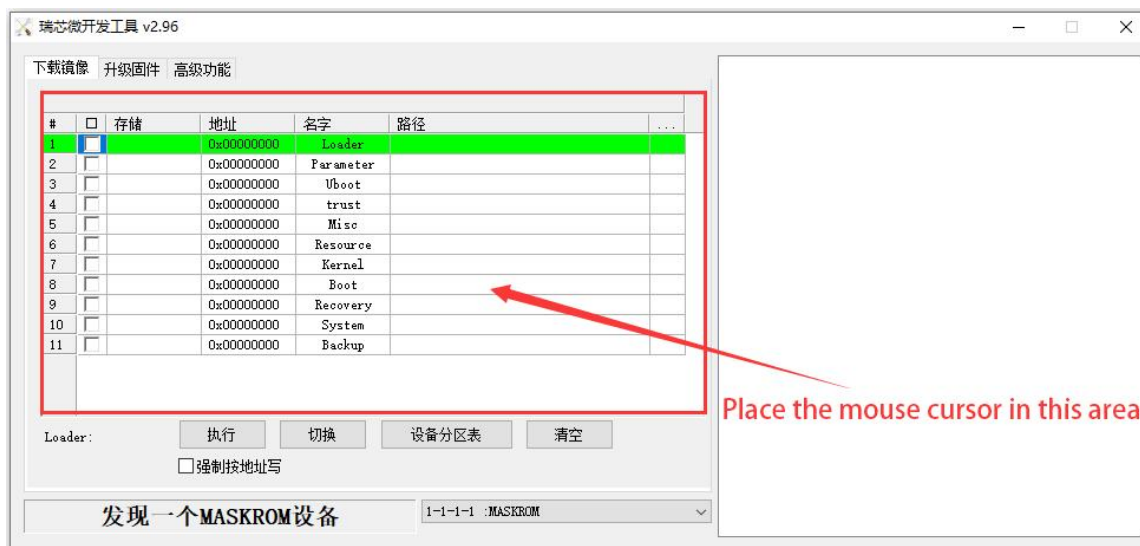 瑞芯微开发工具 v2.96
下载镜像 升级固件 高级功能
# 存储 地址 名字 路径 ...
1 0x00000000 Loader
2 0x00000000 Parameter
3 0x00000000 Uboot
4 0x00000000 trust
5 0x00000000 Misc
6 0x00000000 Resource
7 0x00000000 Kernel
8 0x00000000 Boot
9 0x00000000 Recovery
10 0x00000000 System
11 0x00000000 Backup
Place the mouse cursor in this area
Loader: 执行 切换 设备分区表 清空
强制按地址写
发现一个MASKROM设备 1-1-1-1 :MASKROM